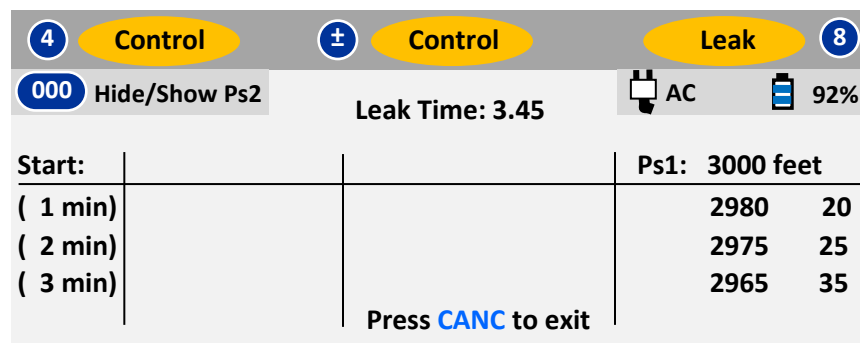 4 Control ± Control Leak 8
000 Hide/Show Ps2 AC 92%
Leak Time: 3.45
Start: Ps1: 3000 feet
( 1 min) 2980 20
( 2 min) 2975 25
( 3 min) 2965 35
Press CANC to exit